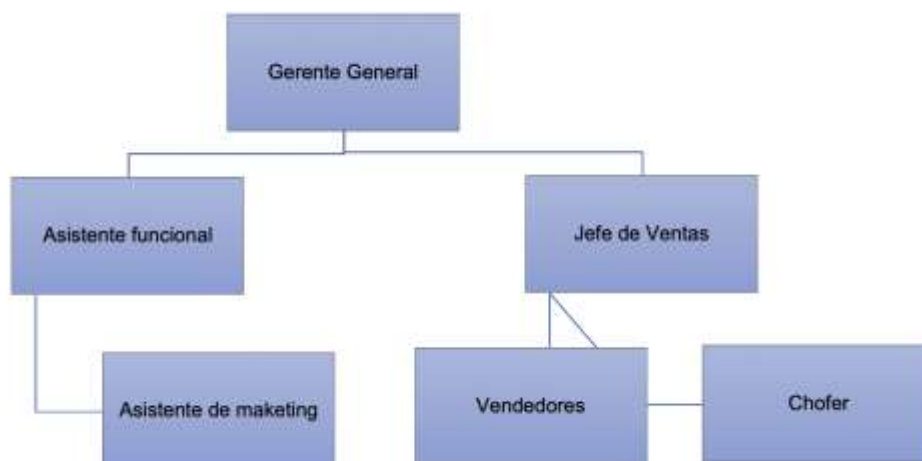 Gerente General
Asistente funcional
Jefe de Ventas
Asistente de maketing
Vendedores
Chofer